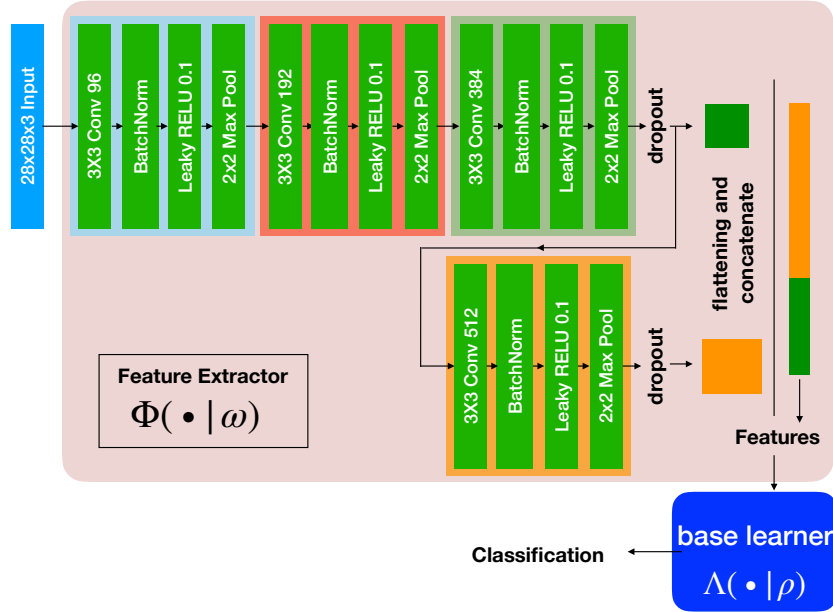 28x28x3 Input
3X3 Conv 96
BatchNorm
Leaky RELU 0.1
2x2 Max Pool
3X3 Conv 192
BatchNorm
Leaky RELU 0.1
2x2 Max Pool
3X3 Conv 384
BatchNorm
Leaky RELU 0.1
2x2 Max Pool
dropout
3X3 Conv 512
BatchNorm
Leaky RELU 0.1
2x2 Max Pool
dropout
flattening and
concatenate
Feature Extractor
Φ( • | ω)
Features
base learner
Λ( • | ρ)
Classification